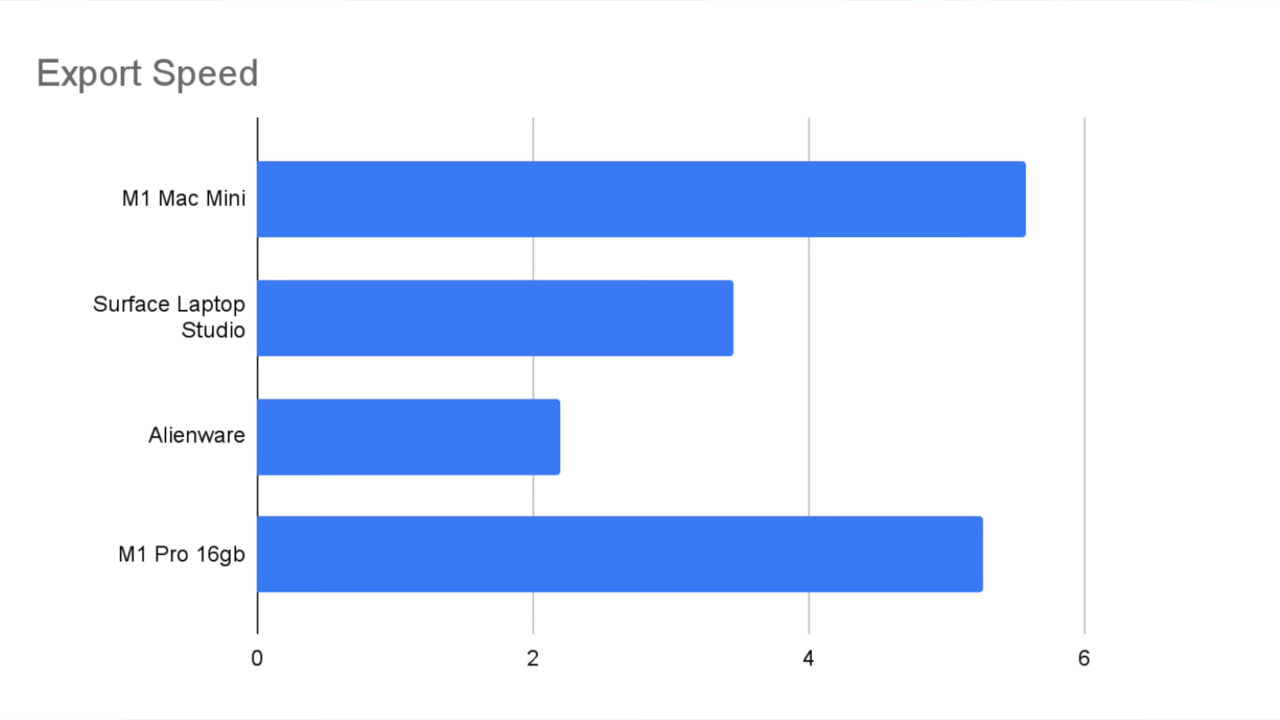 Export Speed
M1 Mac Mini
Surface Laptop
Studio
Alienware
M1 Pro 16gb
0 2 4 6